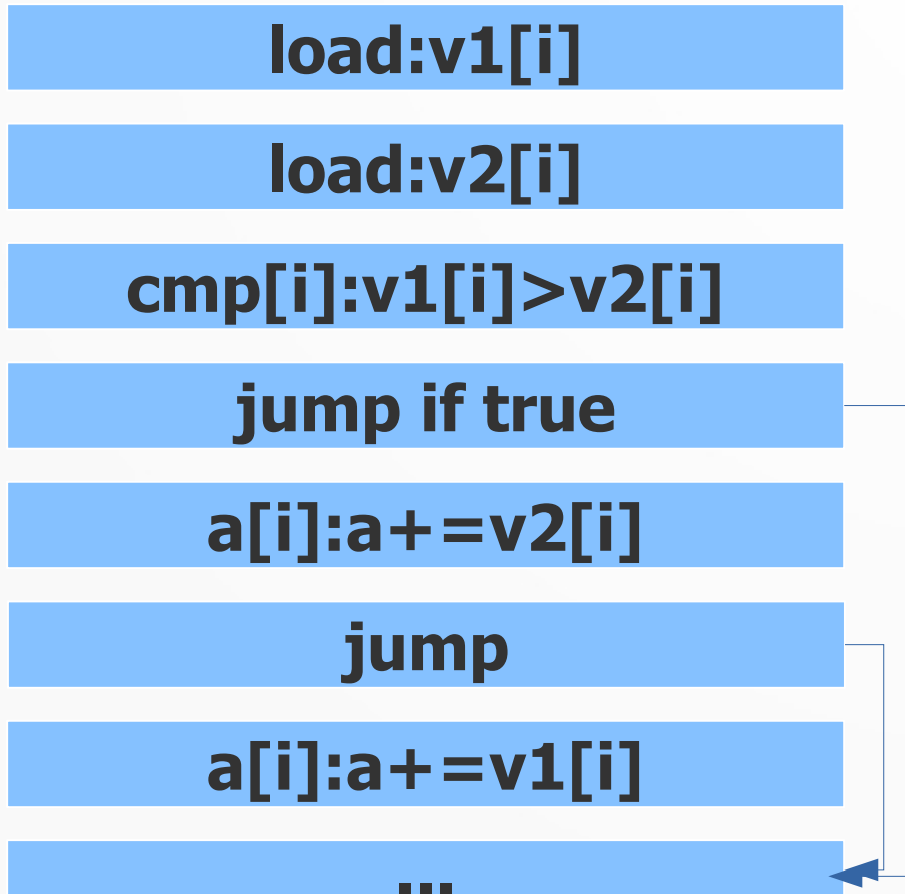 load:v1[i]
load:v2[i]
cmp[i]:v1[i]>v2[i]
jump if true
a[i]:a+=v2[i]
jump
a[i]:a+=v1[i]
...